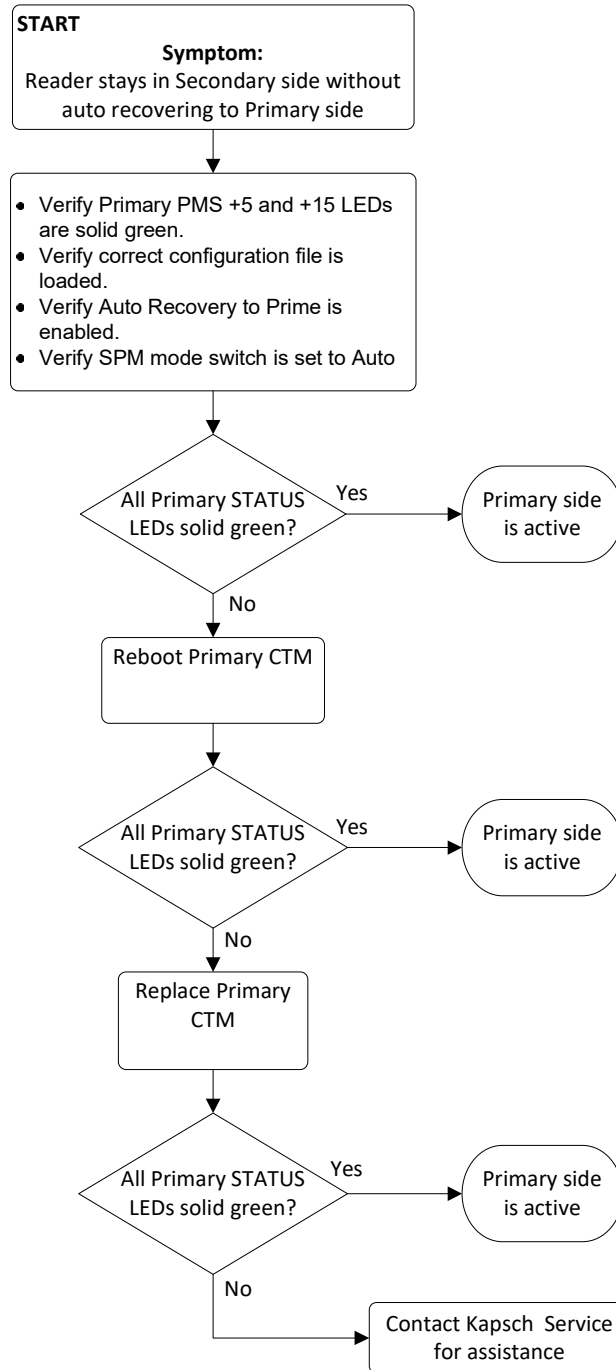 START
Symptom:
Reader stays in Secondary side without
auto recovering to Primary side
• Verify Primary PMS +5 and +15 LEDs
are solid green.
• Verify correct configuration file is
loaded.
• Verify Auto Recovery to Prime is
enabled.
• Verify SPM mode switch is set to Auto
All Primary STATUS
LEDs solid green?
Yes
Primary side
is active
No
Reboot Primary CTM
All Primary STATUS
LEDs solid green?
Yes
Primary side
is active
No
Replace Primary
CTM
All Primary STATUS
LEDs solid green?
Yes
Primary side
is active
No
Contact Kapsch Service
for assistance